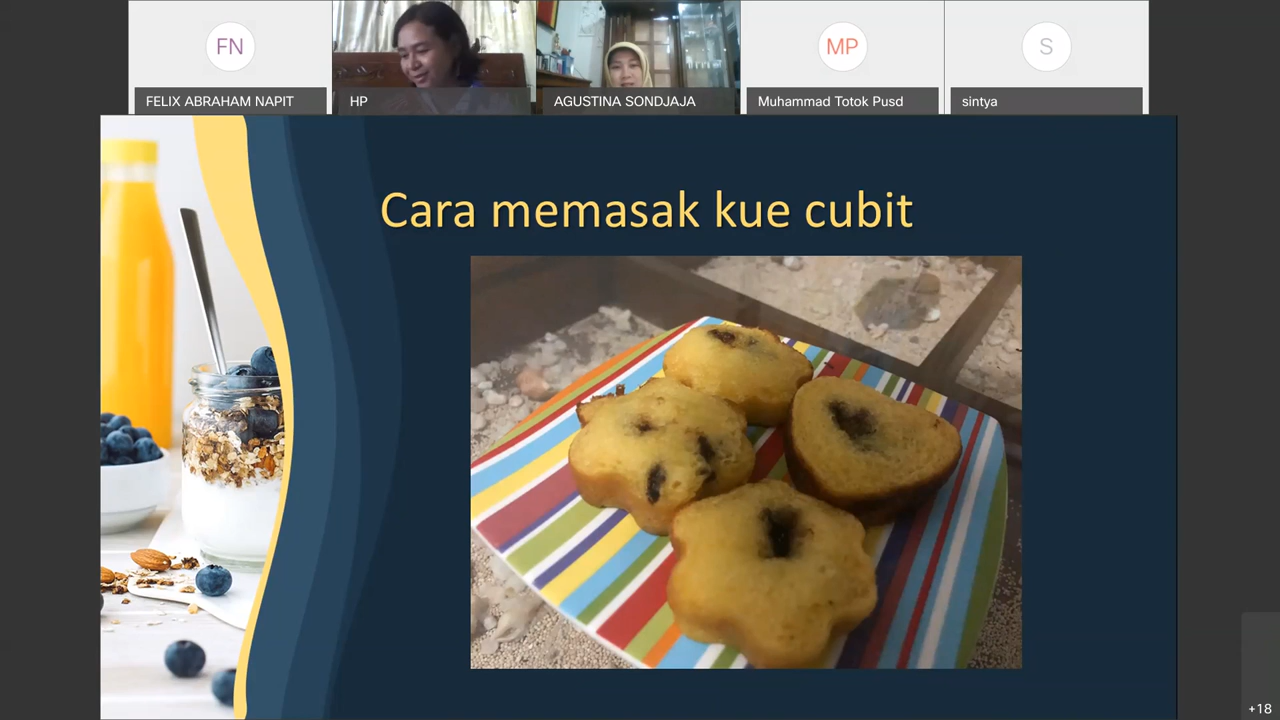 FN
FELIX ABRAHAM NAPIT
HP
AGUSTINA SONDJAJA
MP
Muhammad Totok Pusd
S
sintya
Cara memasak kue cubit
+18